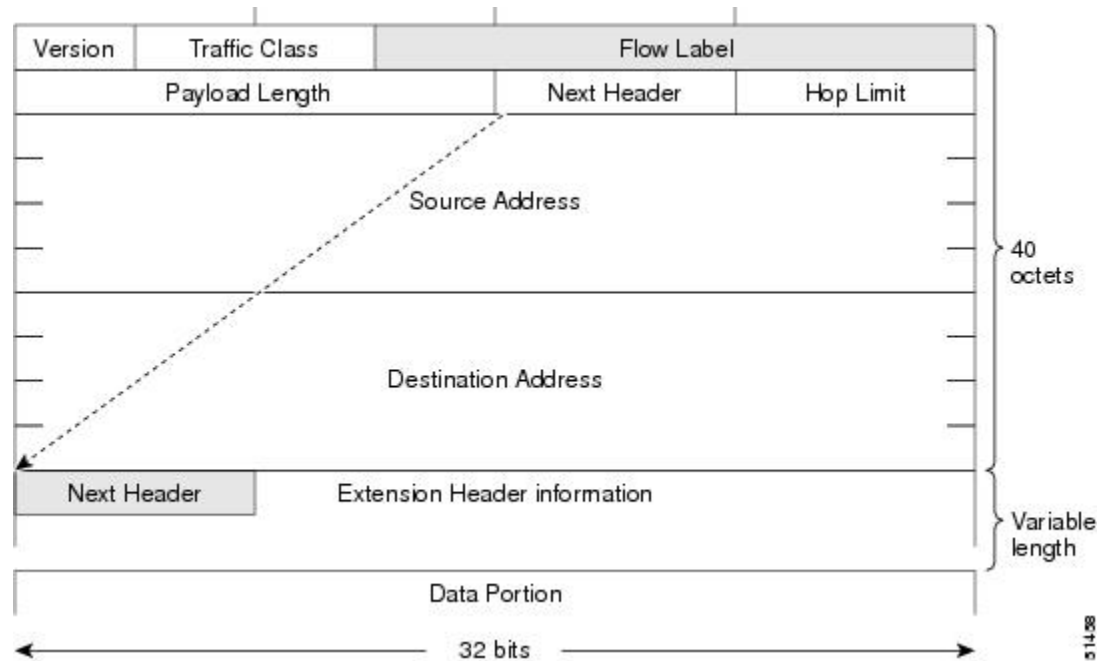 Version Traffic Class Flow Label
Payload Length Next Header Hop Limit
Source Address
40
octets
Destination Address
Next Header Extension Header information
Variable
length
Data Portion
32 bits
51458